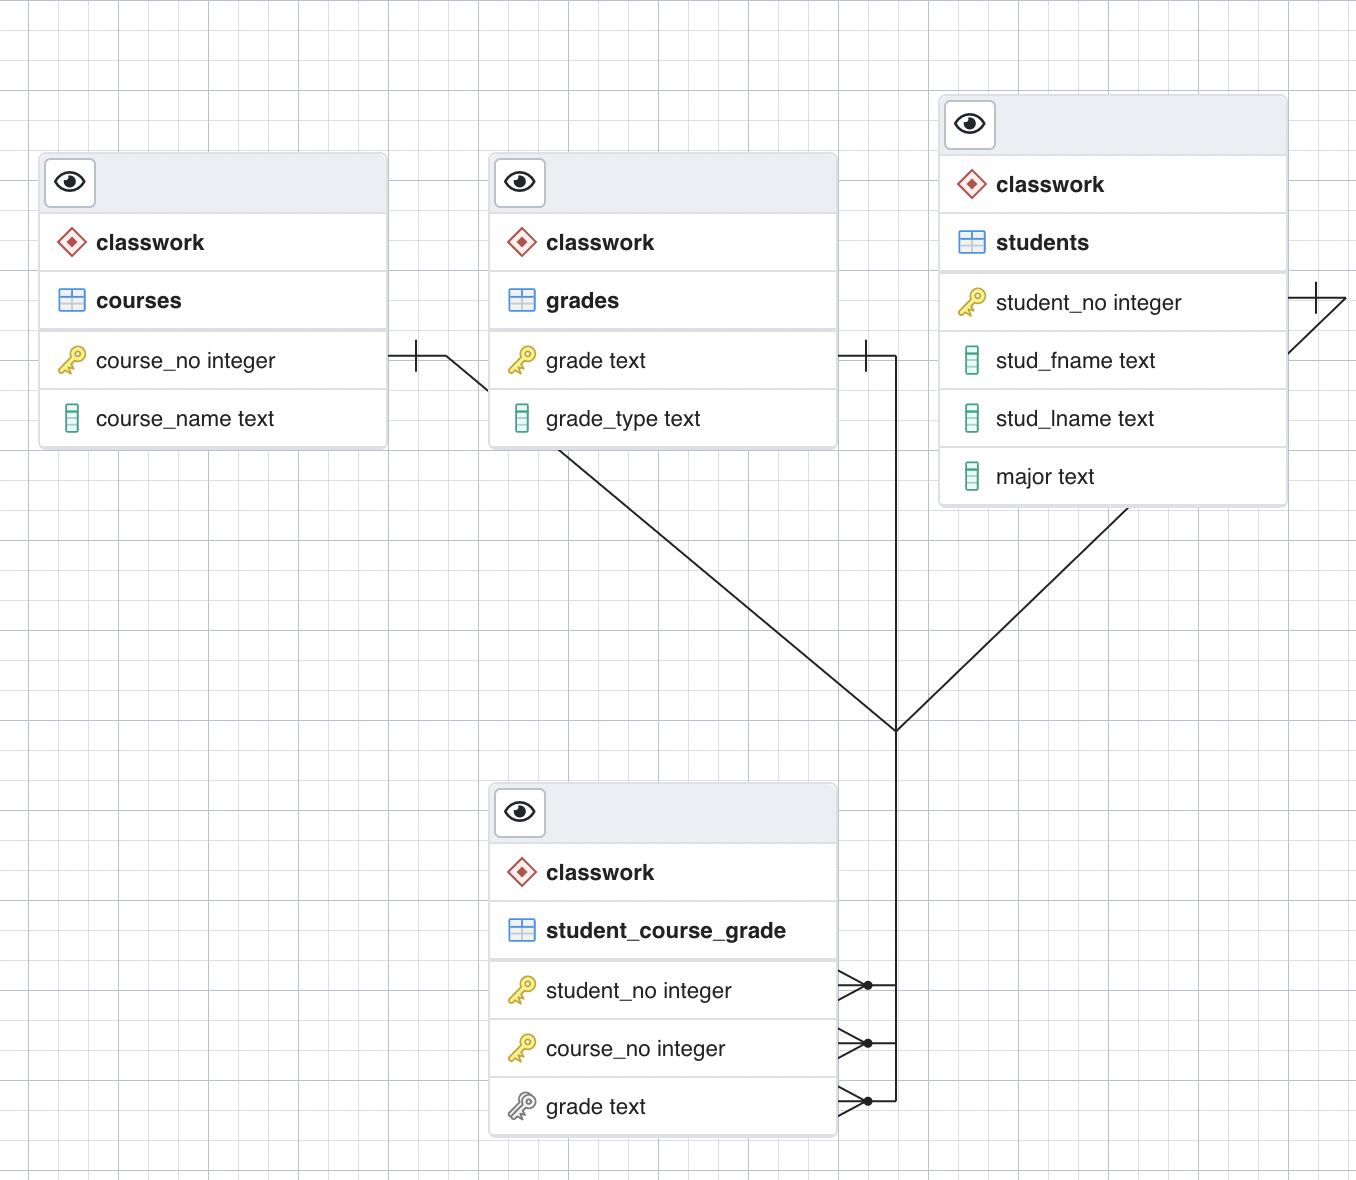 classwork
courses
course_no integer
course_name text
classwork
grades
grade text
grade_type text
classwork
students
student_no integer
stud_fname text
stud_lname text
major text
classwork
student_course_grade
student_no integer
course_no integer
grade text